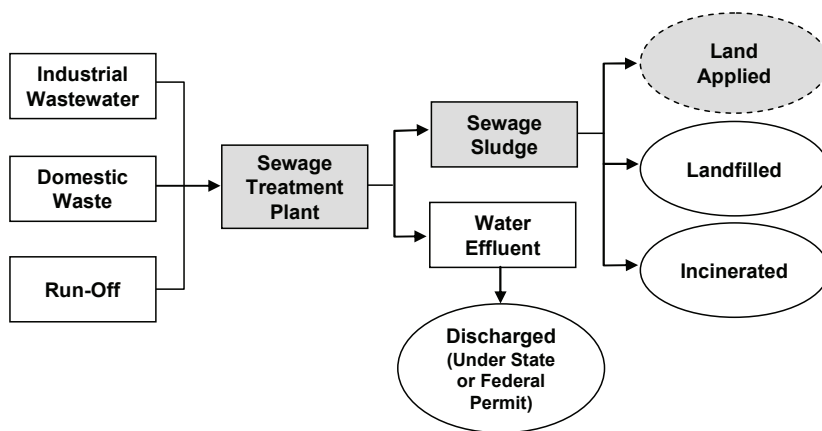 Industrial
Wastewater
Domestic
Waste
Run-Off
Sewage
Treatment
Plant
Sewage
Sludge
Water
Effluent
Discharged
(Under State
or Federal
Permit)
Land
Applied
Landfilled
Incinerated